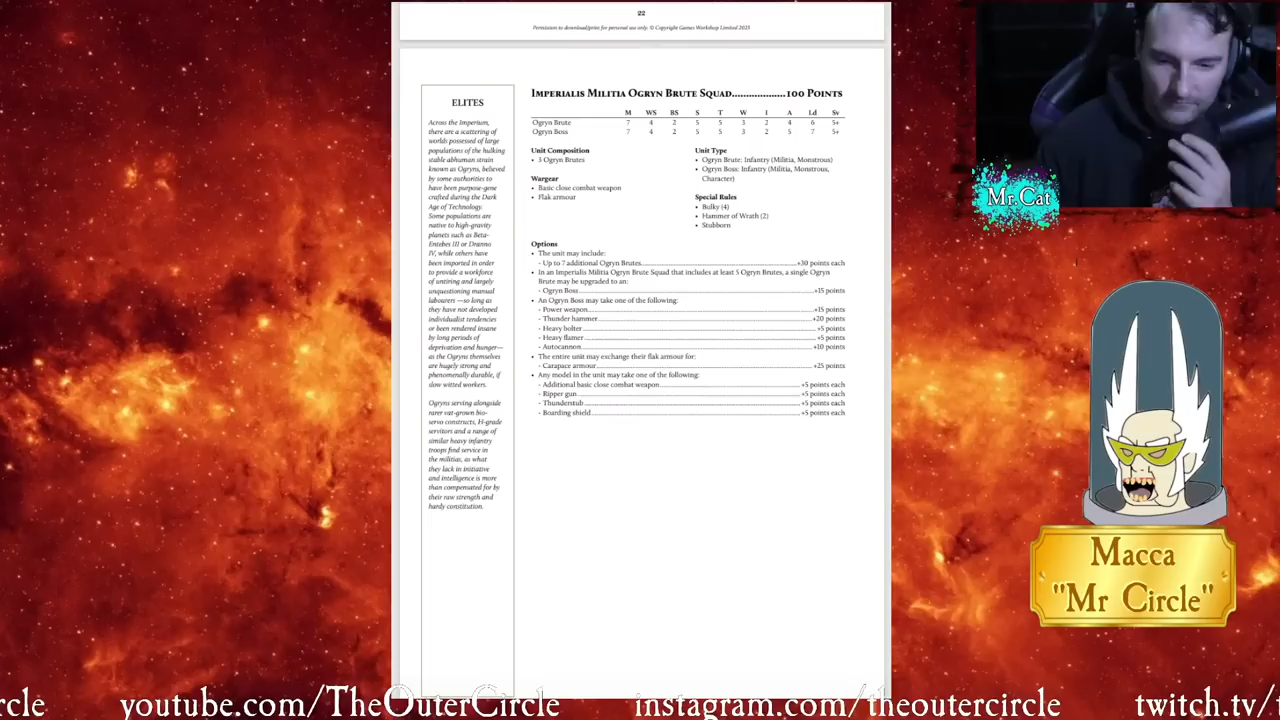 22
Permission to download/print for personal use only. © Copyright Games Workshop Limited 2023
ELITES
Across the Imperium,
there are a scattering of
worlds possessed of large
populations of the hulking
stable abhuman strain
known as Ogryns, believed
by some authorities to
have been purpose-gene
crafted during the Dark
Age of Technology.
Some populations are
native to high-gravity
planets such as Beta-
Entebes III or Dranno
IV, while others have
been imported in order
to provide a workforce
of untiring and largely
unquestioning manual
labourers —so long as
they have not developed
individualist tendencies
or been rendered insane
by long periods of
deprivation and hunger—
as the Ogryns themselves
are hugely strong and
phenomenally durable, if
slow witted workers.
Ogryns serving alongside
rarer vat-grown bio-
servo constructs, H-grade
servitors and a range of
similar heavy infantry
troops find service in
the militias, as what
they lack in initiative
and intelligence is more
than compensated for by
their raw strength and
hardy constitution.
Imperialis Militia Ogryn Brute Squad...................100 Points
M WS BS S T W I A Ld Sv
Ogryn Brute 7 4 2 5 5 3 2 4 6 5+
Ogryn Boss 7 4 2 5 5 3 2 5 7 5+
Unit Composition
• 3 Ogryn Brutes
Wargear
• Basic close combat weapon
• Flak armour
Unit Type
• Ogryn Brute: Infantry (Militia, Monstrous)
• Ogryn Boss: Infantry (Militia, Monstrous,
Character)
Special Rules
• Bulky (4)
• Hammer of Wrath (2)
• Stubborn
Options
• The unit may include:
- Up to 7 additional Ogryn Brutes...................+30 points each
• In an Imperialis Militia Ogryn Brute Squad that includes at least 5 Ogryn Brutes, a single Ogryn
Brute may be upgraded to an:
- Ogryn Boss...................+15 points
• An Ogryn Boss may take one of the following:
- Power weapon...................+15 points
- Thunder hammer...................+20 points
- Heavy bolter...................+5 points
- Heavy flamer...................+5 points
- Autocannon...................+10 points
• The entire unit may exchange their flak armour for:
- Carapace armour...................+25 points
• Any model in the unit may take one of the following:
- Additional basic close combat weapon...................+5 points each
- Ripper gun...................+5 points each
- Thunderstub...................+5 points each
- Boarding shield...................+5 points each
Mr.Cat
Macca
"Mr Circle"
rcle youtube.com/TheOuterCircle instagram.com/theoutercircle twitch.tv/t